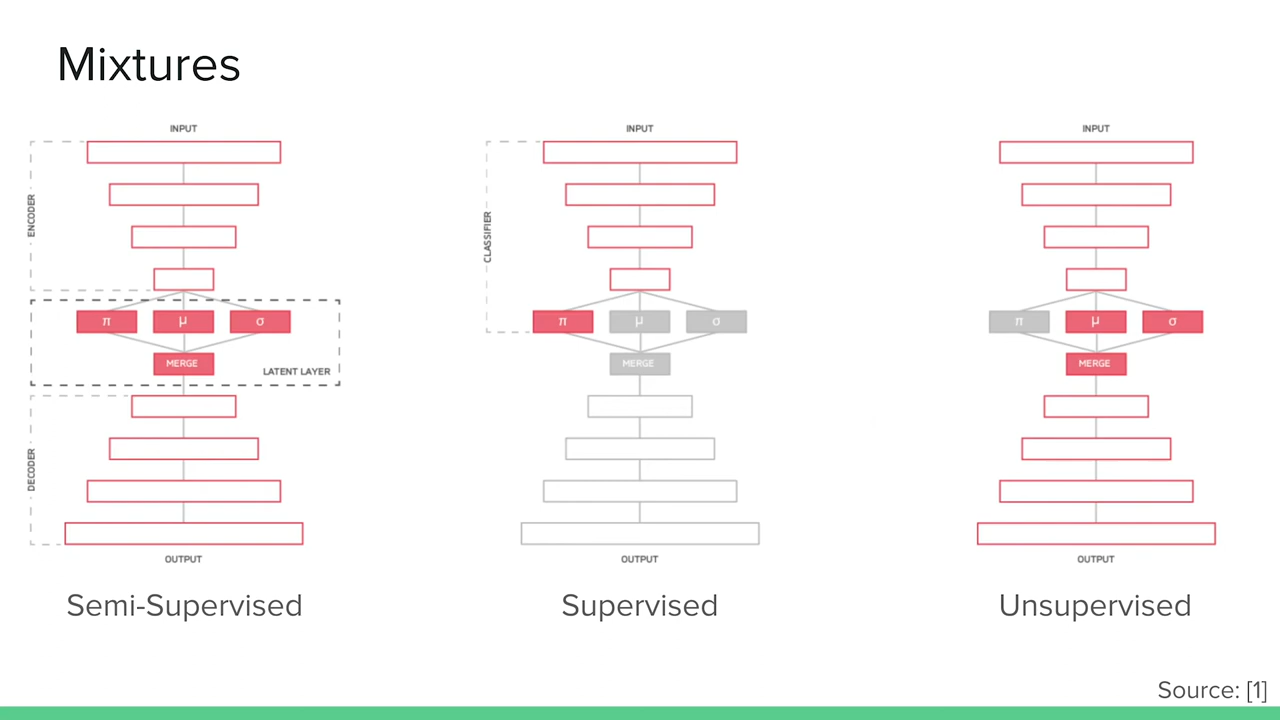 Mixtures
INPUT
ENCODER
π μ σ
MERGE
LATENT LAYER
DECODER
OUTPUT
Semi-Supervised
INPUT
CLASSIFIER
π μ σ
MERGE
OUTPUT
Supervised
INPUT
π μ σ
MERGE
OUTPUT
Unsupervised
Source: [1]